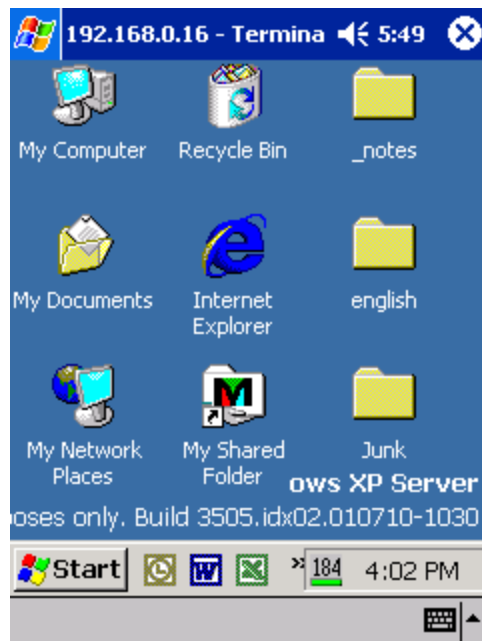 192.168.0.16 - Termina 5:49
My Computer
Recycle Bin
_notes
My Documents
Internet
Explorer
english
My Network
Places
My Shared
Folder
Junk
ows XP Server
oses only. Build 3505.idx02.010710-1030
Start
184
4:02 PM